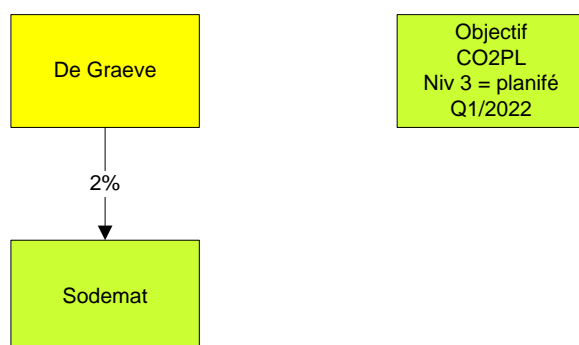 De Graeve
Objectif
CO2PL
Niv 3 = planifé
Q1/2022
2%
Sodemat